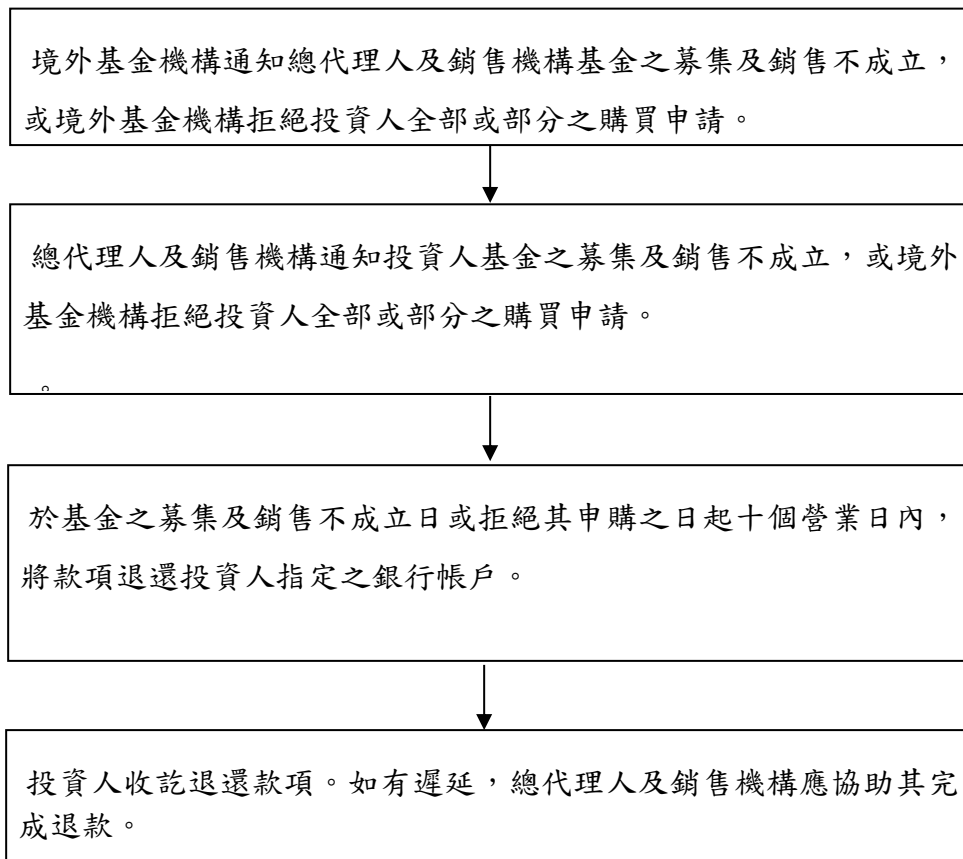 境外基金機構通知總代理人及銷售機構基金之募集及銷售不成立，
或境外基金機構拒絕投資人全部或部分之購買申請。
總代理人及銷售機構通知投資人基金之募集及銷售不成立，或境外
基金機構拒絕投資人全部或部分之購買申請。
。
於基金之募集及銷售不成立日或拒絕其申購之日起十個營業日內，
將款項退還投資人指定之銀行帳戶。
投資人收訖退還款項。如有遲延，總代理人及銷售機構應協助其完
成退款。